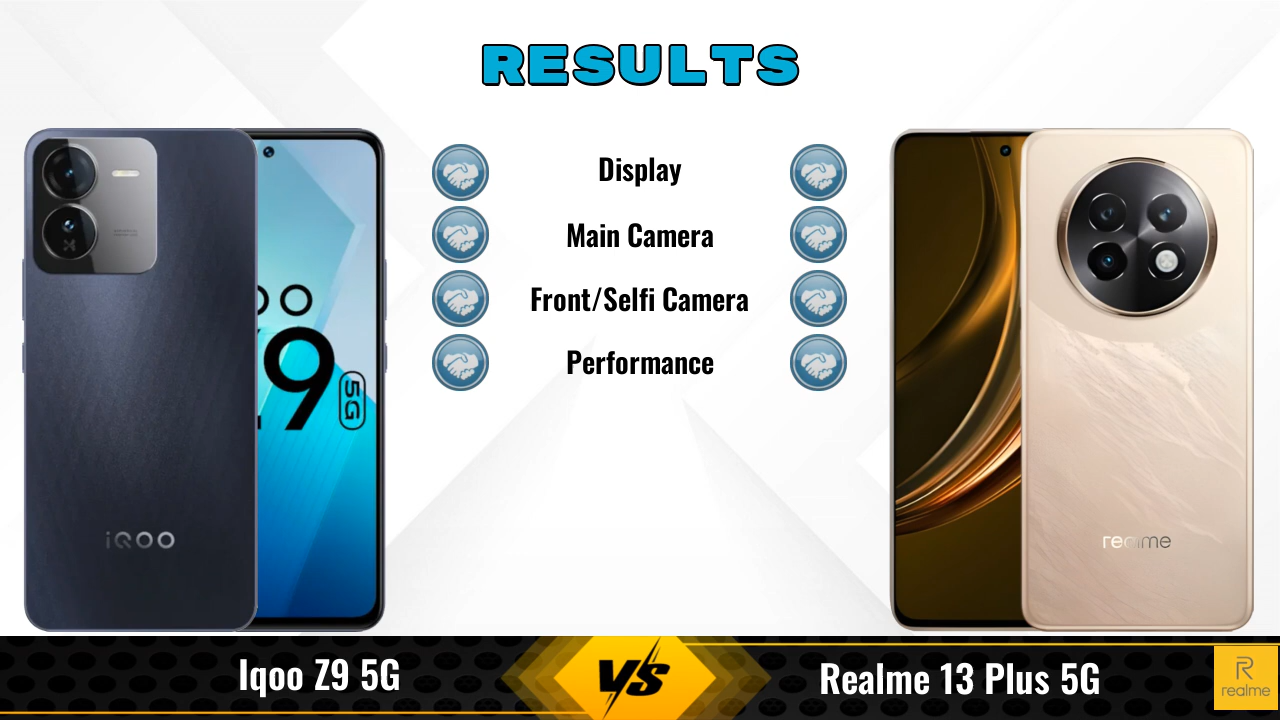 RESULTS
Display
Main Camera
Front/Selfi Camera
Performance
OO
Z9
5G
iQOO
realme
Iqoo Z9 5G
VS
Realme 13 Plus 5G
R
realme